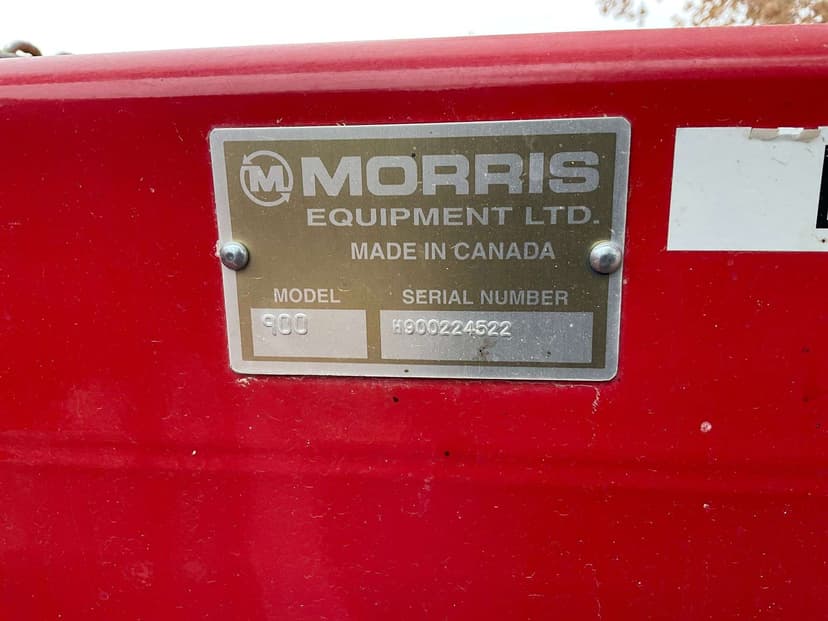 M MORRIS
EQUIPMENT LTD.
MADE IN CANADA
MODEL SERIAL NUMBER
900 H900224522